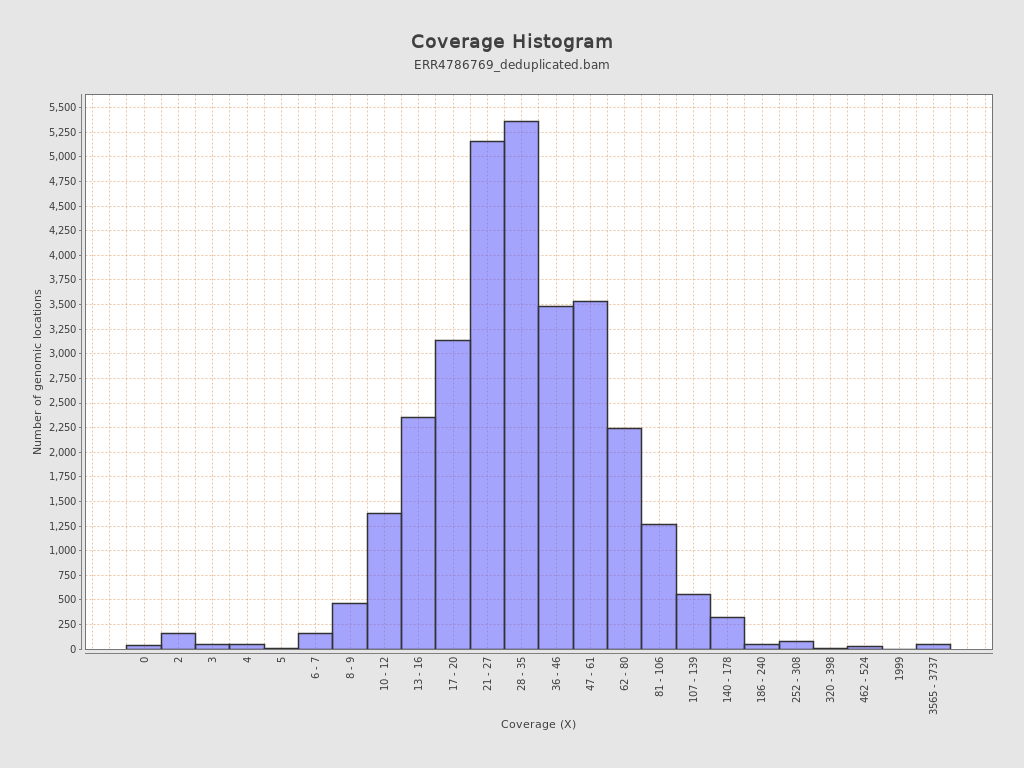 Coverage Histogram
ERR4786769_deduplicated.bam
Number of genomic locations
5,500
5,250
5,000
4,750
4,500
4,250
4,000
3,750
3,500
3,250
3,000
2,750
2,500
2,250
2,000
1,750
1,500
1,250
1,000
750
500
250
0
0
2
3
4
5
6 - 7
8 - 9
10 - 12
13 - 16
17 - 20
21 - 27
28 - 35
36 - 46
47 - 61
62 - 80
81 - 106
107 - 139
140 - 178
186 - 240
252 - 308
320 - 398
462 - 524
1999
3565 - 3737
Coverage (X)